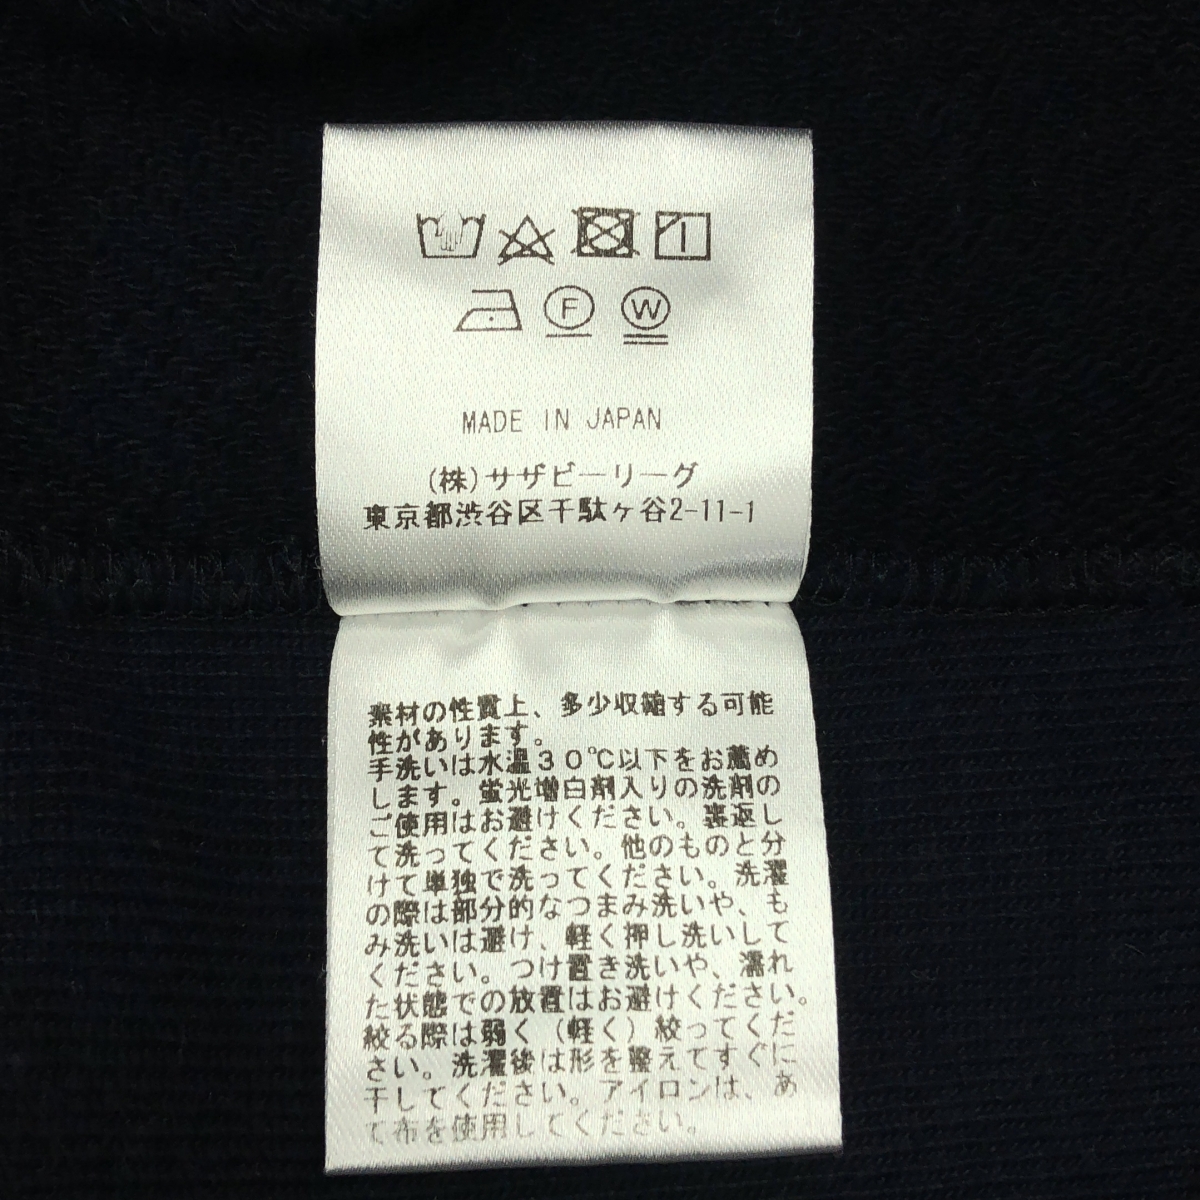 F W
MADE IN JAPAN
(株)サザビーリーグ
東京都渋谷区千駄ヶ谷2-11-1
素材の性質上、多少収縮する可能
性があります。
手洗いは水温30℃以下をお薦め
します。蛍光増白剤入りの洗剤の
ご使用はお避けください。裏返し
て洗ってください。他のものと分
けて単独で洗ってください。洗濯
の際は部分的なつまみ洗いや、も
み洗いは避け、軽く押し洗いして
ください。つけ置き洗いや、濡れ
た状態での放置はお避けください。
絞る際は弱く(軽く)絞ってくだ
さい。洗濯後は形を整えてすぐに
干してください。アイロンは、あ
て布を使用してください。